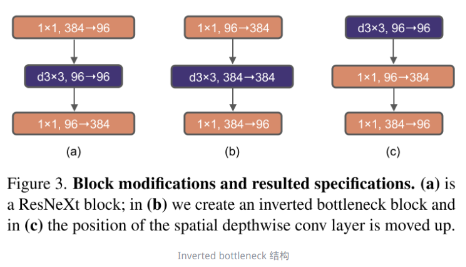 1×1, 384→96
1×1, 96→384
d3×3, 96→96
d3×3, 96→96
d3×3, 384→384
1×1, 96→384
1×1, 96→384
1×1, 384→96
1×1, 384→96
(a)
(b)
(c)
Figure 3. Block modifications and resulted specifications. (a) is
a ResNeXt block; in (b) we create an inverted bottleneck block and
in (c) the position of the spatial depthwise conv layer is moved up.
Inverted bottleneck 结构